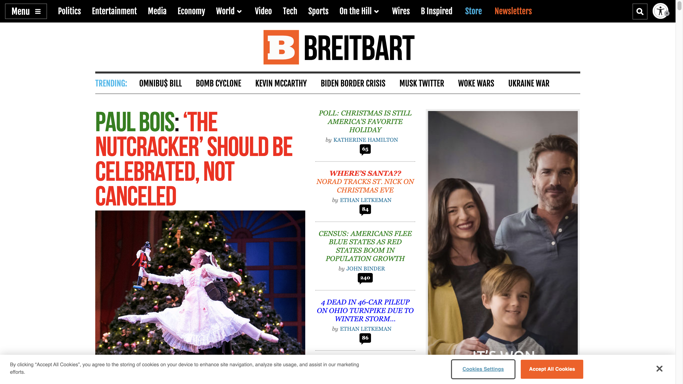 Menu Politics Entertainment Media Economy World Video Tech Sports On the Hill Wires B Inspired Store Newsletters
B BREITBART
TRENDING: OMNIBU$ BILL BOMB CYCLONE KEVIN MCCARTHY BIDEN BORDER CRISIS MUSK TWITTER WOKE WARS UKRAINE WAR
PAUL BOIS: ‘THE
NUTCRACKER’ SHOULD BE
CELEBRATED, NOT
CANCELED
POLL: CHRISTMAS IS STILL
AMERICA'S FAVORITE
HOLIDAY
by KATHERINE HAMILTON
65
WHERE'S SANTA??
NORAD TRACKS ST. NICK ON
CHRISTMAS EVE
by ETHAN LETKEMAN
84
CENSUS: AMERICANS FLEE
BLUE STATES AS RED
STATES BOOM IN
POPULATION GROWTH
by JOHN BINDER
240
4 DEAD IN 46-CAR PILEUP
ON OHIO TURNPIKE DUE TO
WINTER STORM...
by ETHAN LETKEMAN
86
By clicking “Accept All Cookies”, you agree to the storing of cookies on your device to enhance site navigation, analyze site usage, and assist in our marketing
efforts.
Cookies Settings
Accept All Cookies